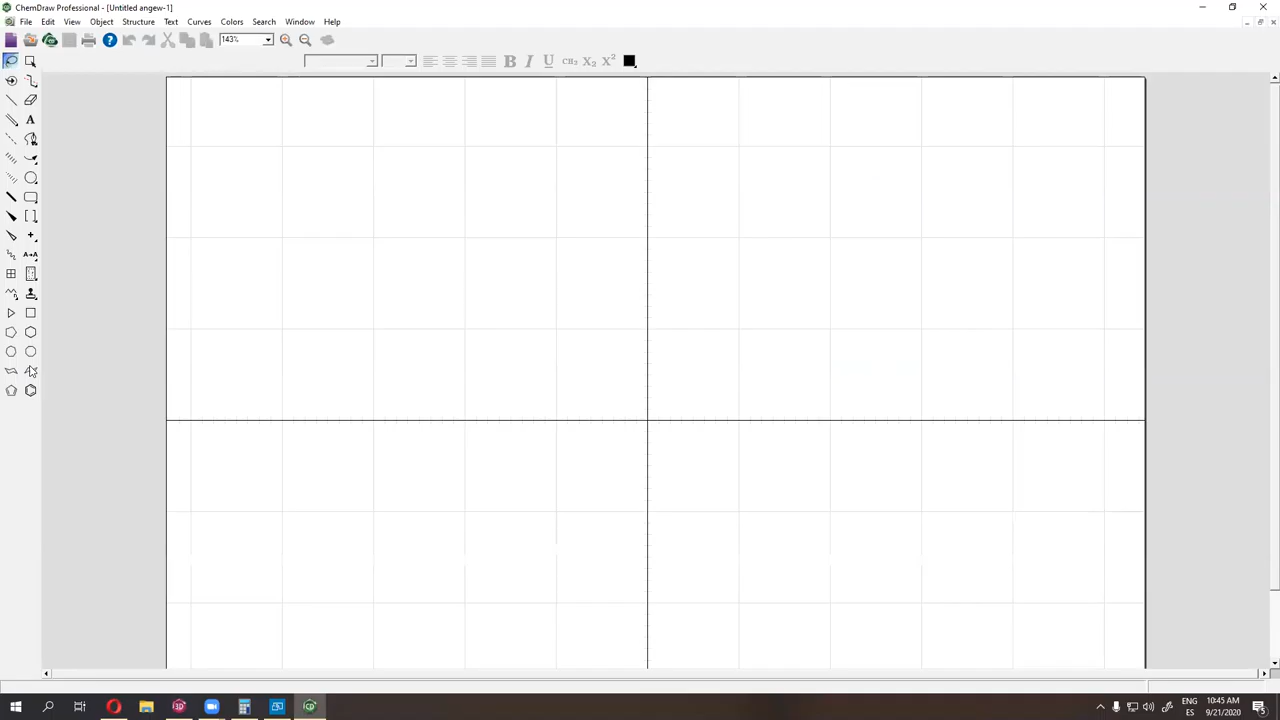 ChemDraw Professional - [Untitled angew-1]
File Edit View Object Structure Text Curves Colors Search Window Help
143%
B I U CH₂ X₂ X²
A
A→A
ENG 10:45 AM
ES 9/21/2020